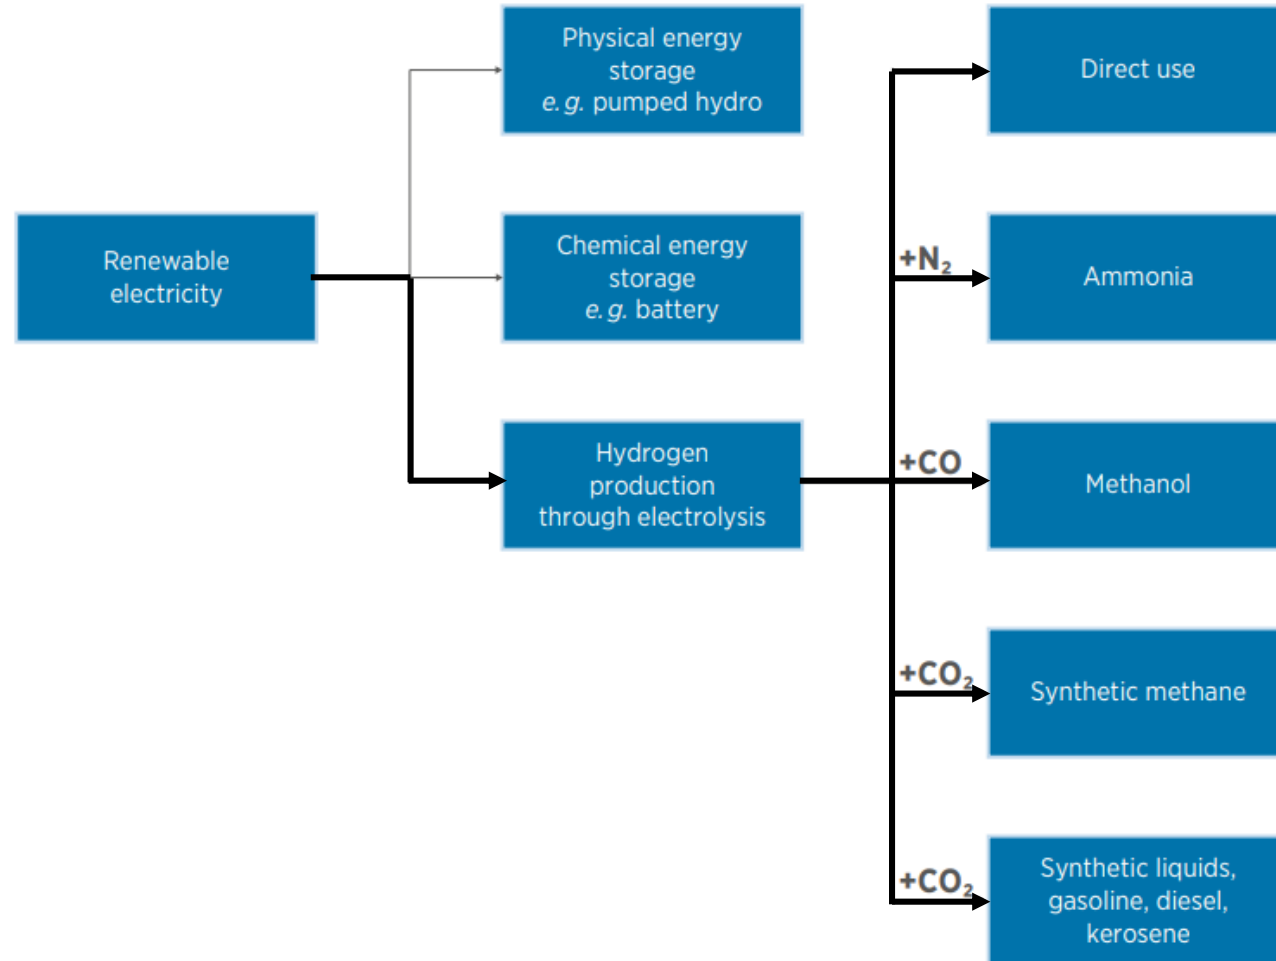 Physical energy
storage
e.g. pumped hydro
Direct use
Renewable
electricity
Chemical energy
storage
e.g. battery
+N₂
Ammonia
Hydrogen
production
through electrolysis
+CO
Methanol
+CO₂
Synthetic methane
+CO₂
Synthetic liquids,
gasoline, diesel,
kerosene